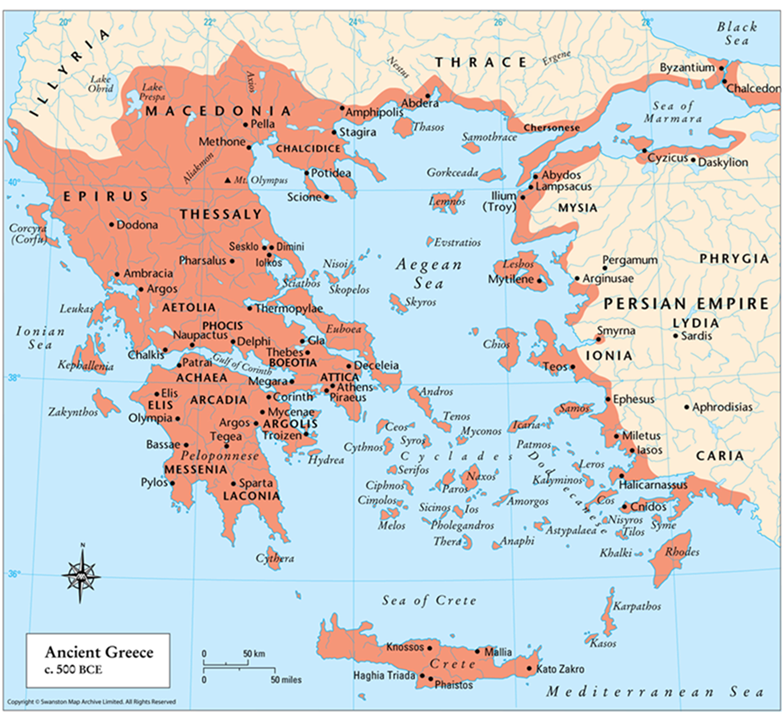 20°
22°
24°
26°
28°
Black
Sea
ILLYRIA
Lake
Ohrid
Lake
Prespa
Axios
Nestus
THRACE
Ergene
Byzantium
Chalcedon
MACEDONIA
Amphipolis
Abdera
Sea of
Marmara
Pella
Stagira
Thasos
Chersonese
Methone
CHALCIDICE
Samothrace
Cyzicus
Daskylion
Aliakmon
Mt. Olympus
Potidea
Gorkceada
Abydos
Lampsacus
40°
EPIRUS
Scione
Lemnos
Ilium
(Troy)
MYSIA
THESSALY
Corcyra
(Corfu)
Dodona
Sesklo
Dimini
Iolkos
Evstratios
Pharsalus
Nisoi
Aegean
Sea
Lesbos
Pergamum
PHRYGIA
Ambracia
Argos
Sciathos
Skopelos
Mytilene
Arginusae
Leukas
AETOLIA
Thermopylae
Skyros
PERSIAN EMPIRE
Ionian
Sea
PHOCIS
Naupactus
Delphi
Gla
Euboea
Chios
Smyrna
LYDIA
Sardis
Chalkis
Thebes
BOEOTIA
IONIA
Kephallenia
Patrai
Gulf of Corinth
Deceleia
Teos
38°
ACHAEA
Megara
ATTICA
Athens
Piraeus
Elis
ELIS
ARCADIA
Corinth
Andros
Ephesus
Zakynthos
Olympia
Mycenae
Samos
Aphrodisias
Argos
ARGOLIS
Tenos
Ceos
Myconos
Icaria
Tegea
Troizen
Miletus
Bassae
Peloponnese
Cythnos
Syros
Patmos
Iasos
Hydrea
Cyclades
Dodecanese
CARIA
MESSENIA
Serifos
Naxos
Leros
Pylos
Sparta
Ciphnos
Paros
Kalyminos
Halicarnassus
LACONIA
Cimolos
Sicinos
Ios
Amorgos
Cos
Cnidos
Melos
Pholegandros
Astypalaea
Nisyros
Syme
Tilos
Thera
Anaphi
Khalki
Rhodes
Cythera
N
36°
Sea of Crete
Karpathos
Kasos
Ancient Greece
c. 500 BCE
0
50 km
0
50 miles
Knossos
Mallia
Crete
Kato Zakro
Haghia Triada
Phaistos
Mediterranean Sea
Copyright © Swanston Map Archive Limited. All Rights Reserved